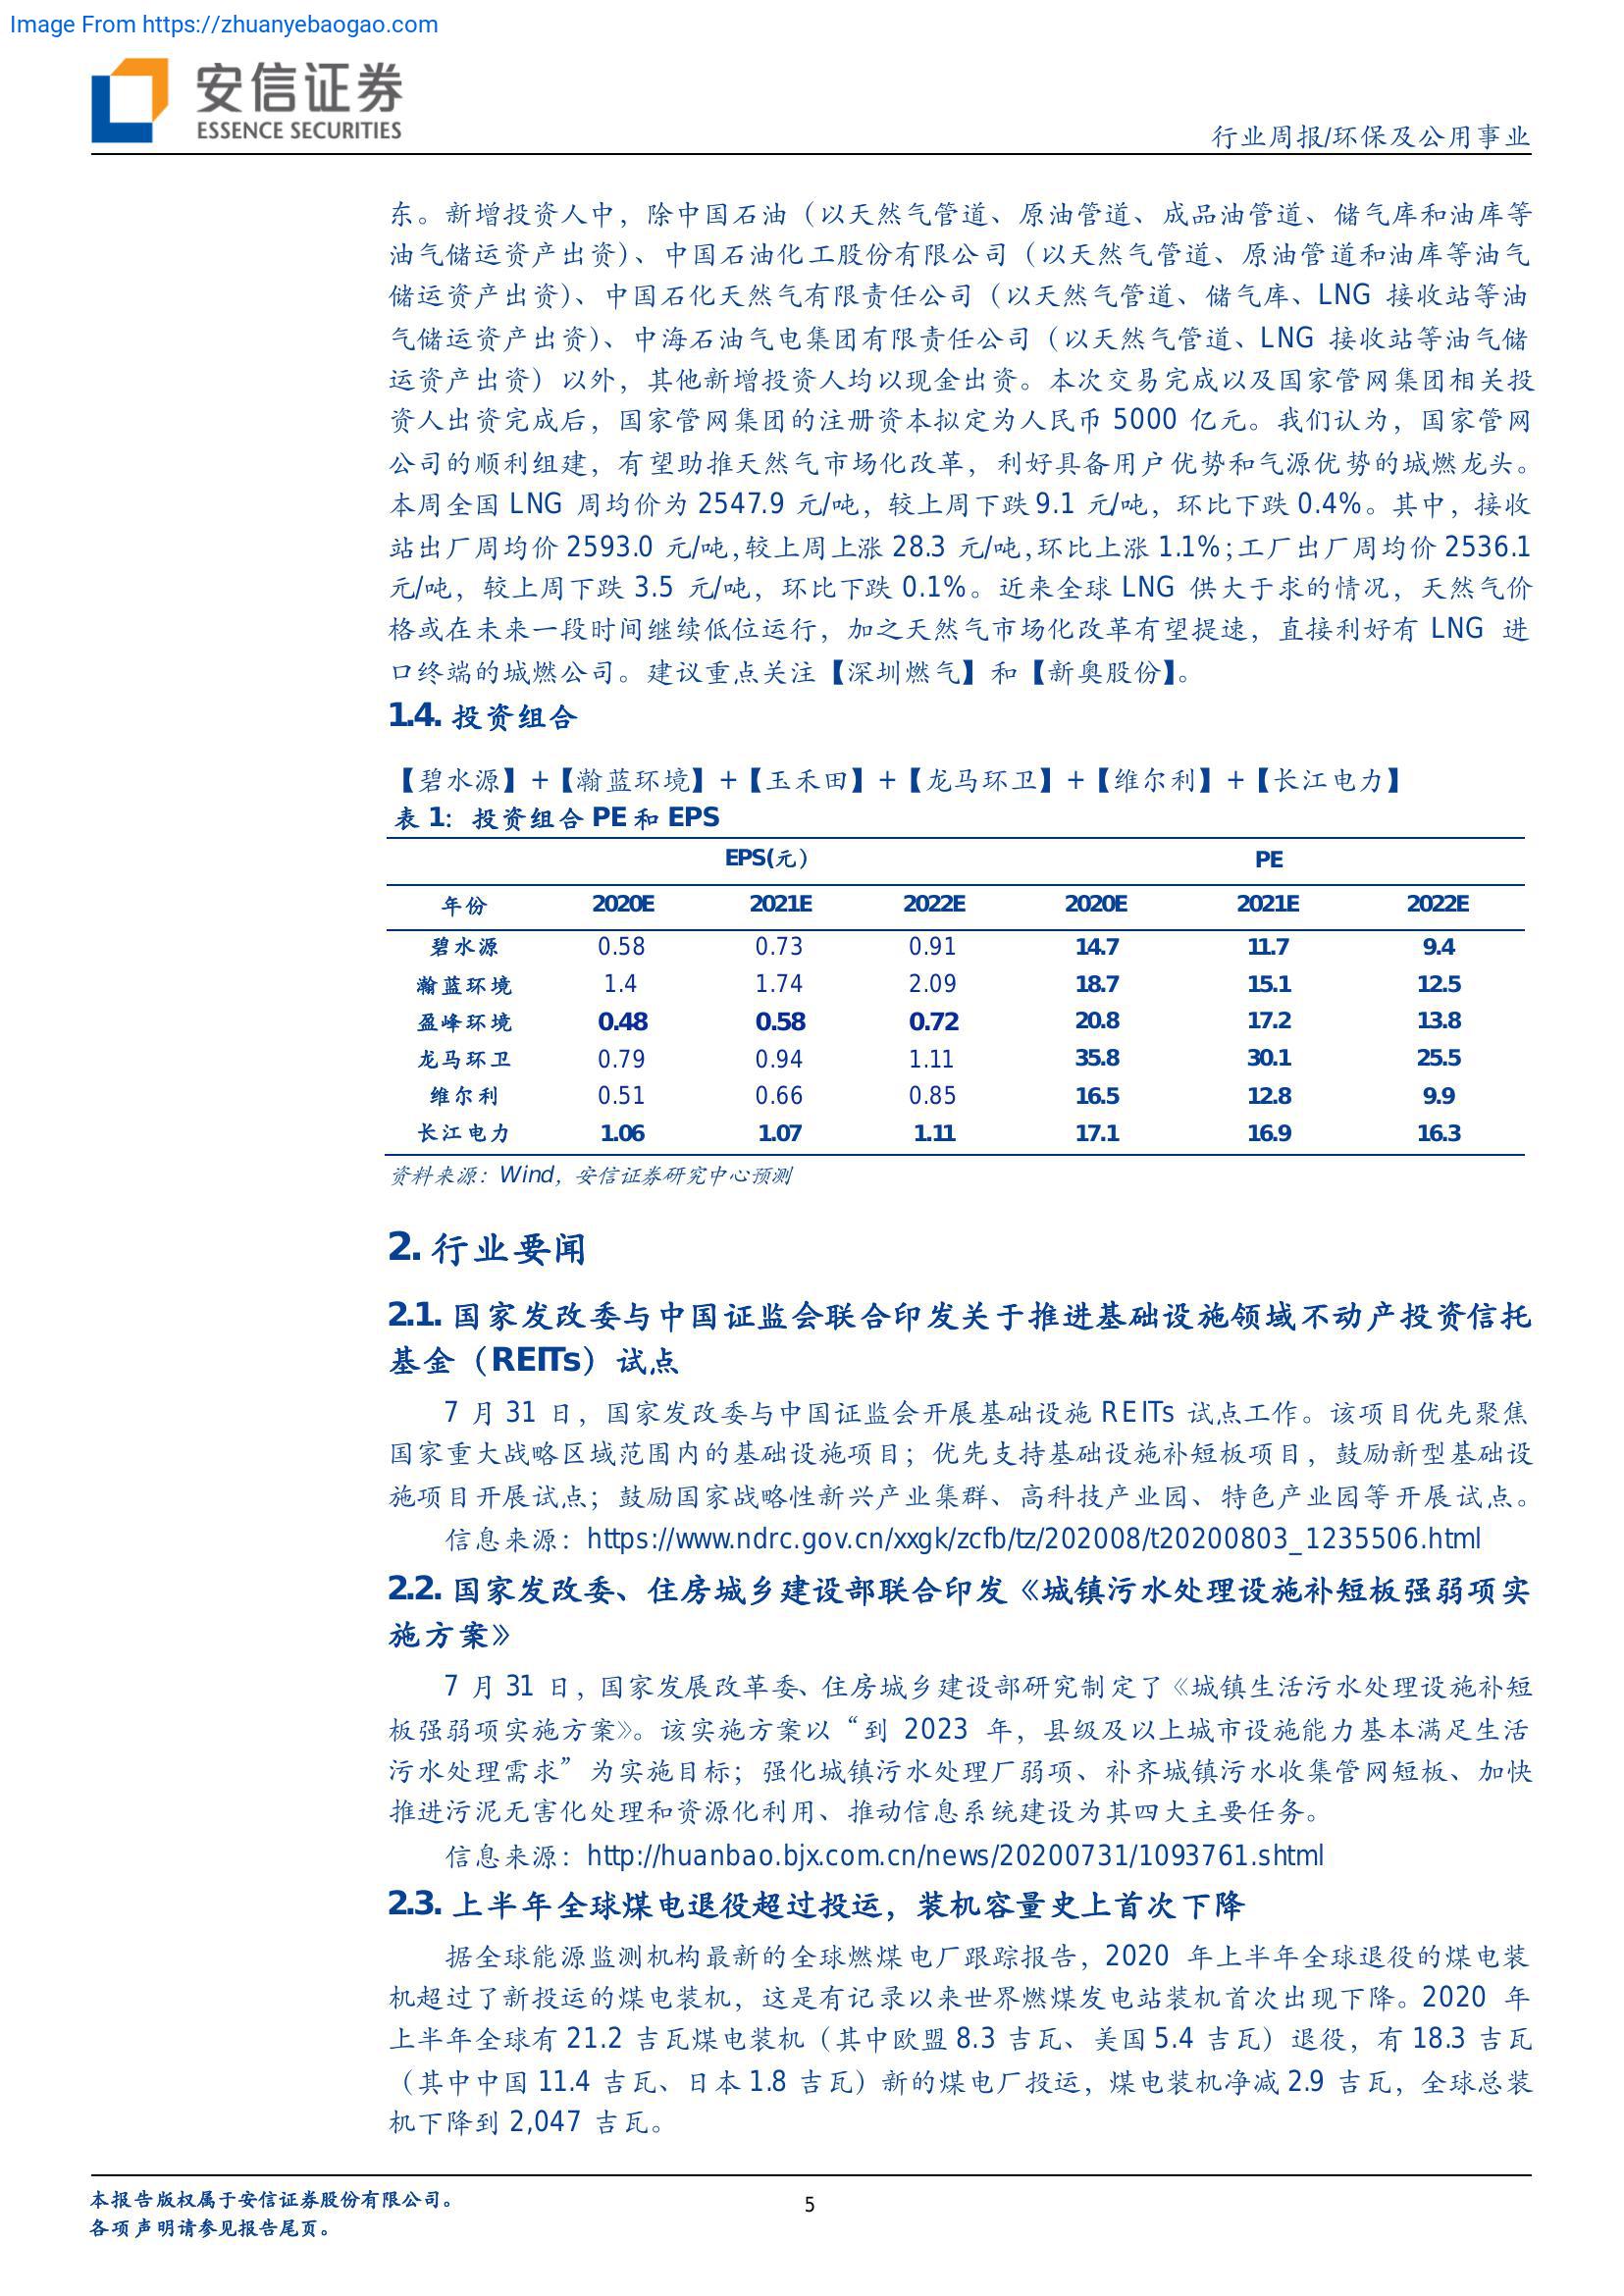 Image From https://zhuanyebaogao.com
安信证券
ESSENCE SECURITIES
行业周报/环保及公用事业
东。新增投资人中，除中国石油（以天然气管道、原油管道、成品油管道、储气库和油库等
油气储运资产出资）、中国石油化工股份有限公司（以天然气管道、原油管道和油库等油气
储运资产出资）、中国石化天然气有限责任公司（以天然气管道、储气库、LNG 接收站等油
气储运资产出资）、中海石油气电集团有限责任公司（以天然气管道、LNG 接收站等油气储
运资产出资）以外，其他新增投资人均以现金出资。本次交易完成以及国家管网集团相关投
资人出资完成后，国家管网集团的注册资本拟定为人民币 5000 亿元。我们认为，国家管网
公司的顺利组建，有望助推天然气市场化改革，利好具备用户优势和气源优势的城燃龙头。
本周全国 LNG 周均价为 2547.9 元/吨，较上周下跌 9.1 元/吨，环比下跌 0.4%。其中，接收
站出厂周均价 2593.0 元/吨,较上周上涨 28.3 元/吨,环比上涨 1.1%;工厂出厂周均价 2536.1
元/吨，较上周下跌 3.5 元/吨，环比下跌 0.1%。近来全球 LNG 供大于求的情况，天然气价
格或在未来一段时间继续低位运行，加之天然气市场化改革有望提速，直接利好有 LNG 进
口终端的城燃公司。建议重点关注【深圳燃气】和【新奥股份】。
1.4. 投资组合
【碧水源】+【瀚蓝环境】+【玉禾田】+【龙马环卫】+【维尔利】+【长江电力】
表 1：投资组合 PE 和 EPS
EPS(元） PE
年份 2020E 2021E 2022E 2020E 2021E 2022E
碧水源 0.58 0.73 0.91 14.7 11.7 9.4
瀚蓝环境 1.4 1.74 2.09 18.7 15.1 12.5
盈峰环境 0.48 0.58 0.72 20.8 17.2 13.8
龙马环卫 0.79 0.94 1.11 35.8 30.1 25.5
维尔利 0.51 0.66 0.85 16.5 12.8 9.9
长江电力 1.06 1.07 1.11 17.1 16.9 16.3
资料来源：Wind，安信证券研究中心预测
2. 行业要闻
2.1. 国家发改委与中国证监会联合印发关于推进基础设施领域不动产投资信托
基金（REITs）试点
7 月 31 日，国家发改委与中国证监会开展基础设施 REITs 试点工作。该项目优先聚焦
国家重大战略区域范围内的基础设施项目；优先支持基础设施补短板项目，鼓励新型基础设
施项目开展试点；鼓励国家战略性新兴产业集群、高科技产业园、特色产业园等开展试点。
信息来源：https://www.ndrc.gov.cn/xxgk/zcfb/tz/202008/t20200803_1235506.html
2.2. 国家发改委、住房城乡建设部联合印发《城镇污水处理设施补短板强弱项实
施方案》
7 月 31 日，国家发展改革委、住房城乡建设部研究制定了《城镇生活污水处理设施补短
板强弱项实施方案》。该实施方案以“到 2023 年，县级及以上城市设施能力基本满足生活
污水处理需求”为实施目标；强化城镇污水处理厂弱项、补齐城镇污水收集管网短板、加快
推进污泥无害化处理和资源化利用、推动信息系统建设为其四大主要任务。
信息来源：http://huanbao.bjx.com.cn/news/20200731/1093761.shtml
2.3. 上半年全球煤电退役超过投运，装机容量史上首次下降
据全球能源监测机构最新的全球燃煤电厂跟踪报告，2020 年上半年全球退役的煤电装
机超过了新投运的煤电装机，这是有记录以来世界燃煤发电站装机首次出现下降。2020 年
上半年全球有 21.2 吉瓦煤电装机（其中欧盟 8.3 吉瓦、美国 5.4 吉瓦）退役，有 18.3 吉瓦
（其中中国 11.4 吉瓦、日本 1.8 吉瓦）新的煤电厂投运，煤电装机净减 2.9 吉瓦，全球总装
机下降到 2,047 吉瓦。
本报告版权属于安信证券股份有限公司。
5
各项声明请参见报告尾页。